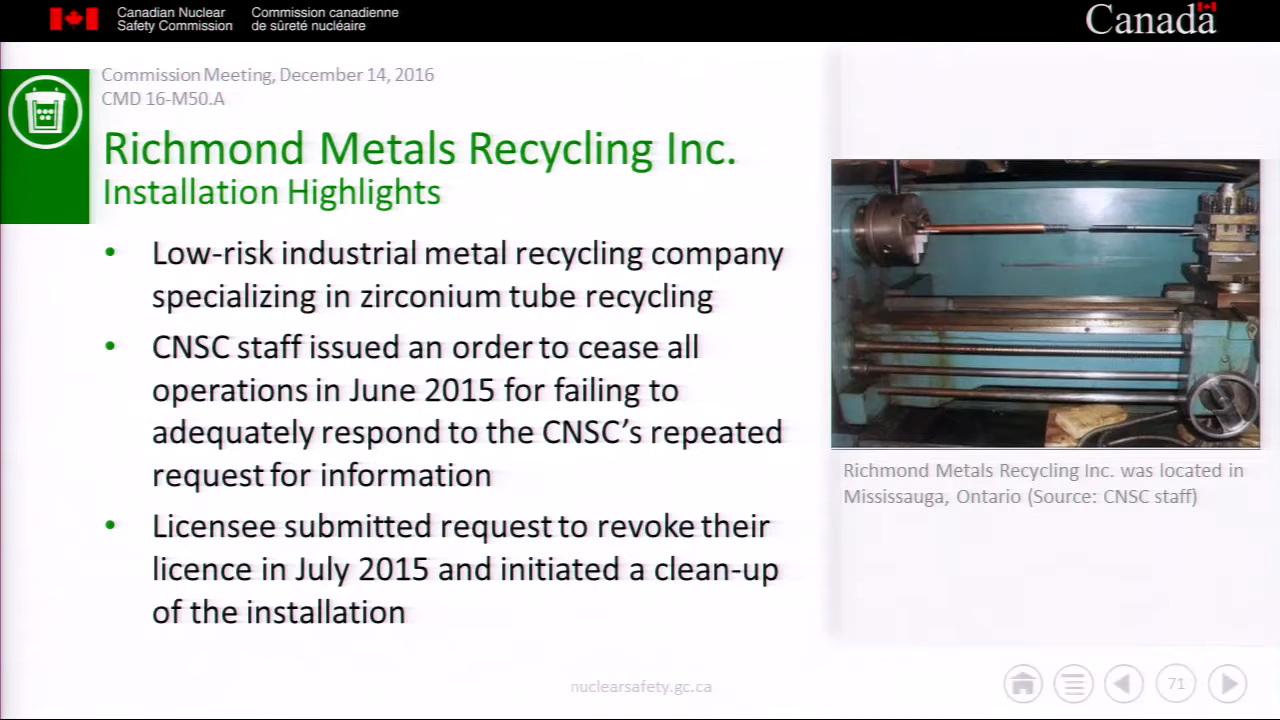 Canadian Nuclear
Safety Commission
Commission canadienne
de sûreté nucléaire
Canada
Commission Meeting, December 14, 2016
CMD 16-M50.A
Richmond Metals Recycling Inc.
Installation Highlights
• Low-risk industrial metal recycling company
specializing in zirconium tube recycling
• CNSC staff issued an order to cease all
operations in June 2015 for failing to
adequately respond to the CNSC’s repeated
request for information
• Licensee submitted request to revoke their
licence in July 2015 and initiated a clean-up
of the installation
Richmond Metals Recycling Inc. was located in
Mississauga, Ontario (Source: CNSC staff)
nuclearsafety.gc.ca
71